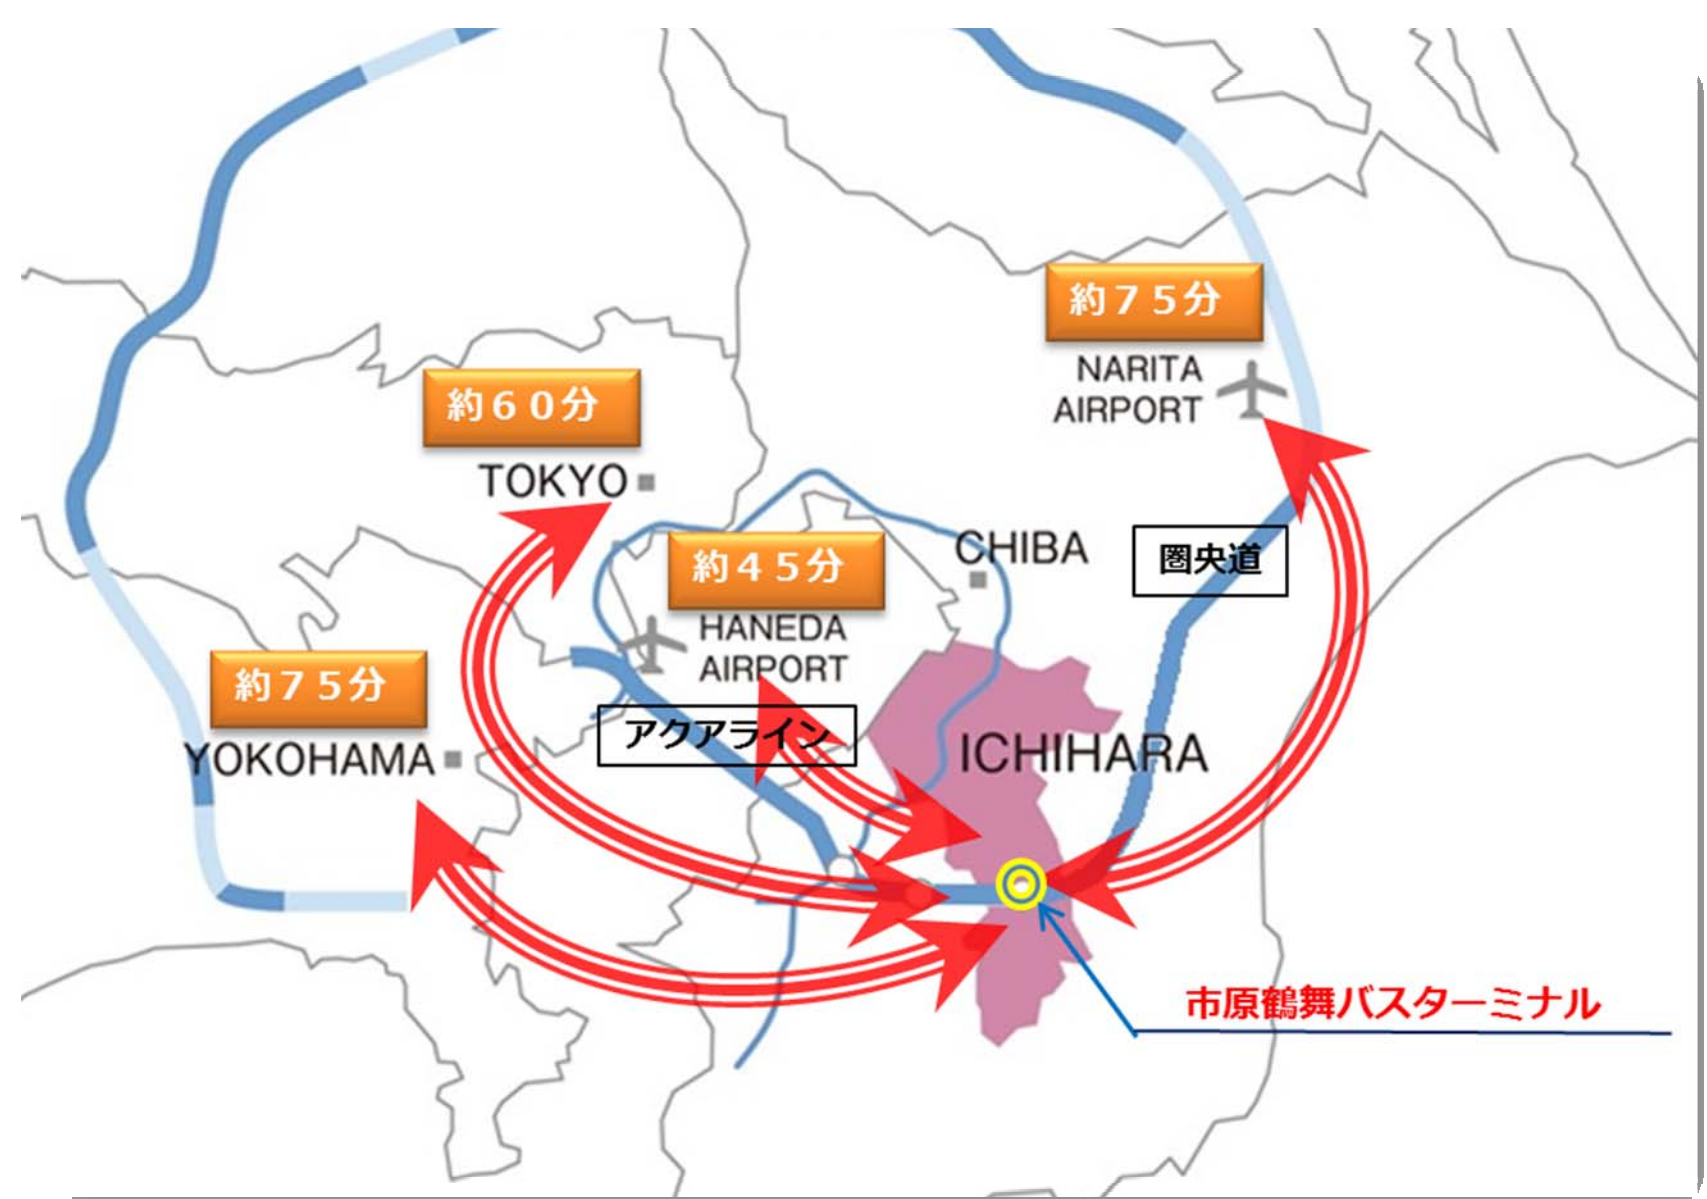 約７５分
NARITA
AIRPORT
約６０分
TOKYO
約４５分
HANEDA
AIRPORT
CHIBA
圏央道
約７５分
YOKOHAMA
アクアライン
ICHIHARA
市原鶴舞バスターミナル